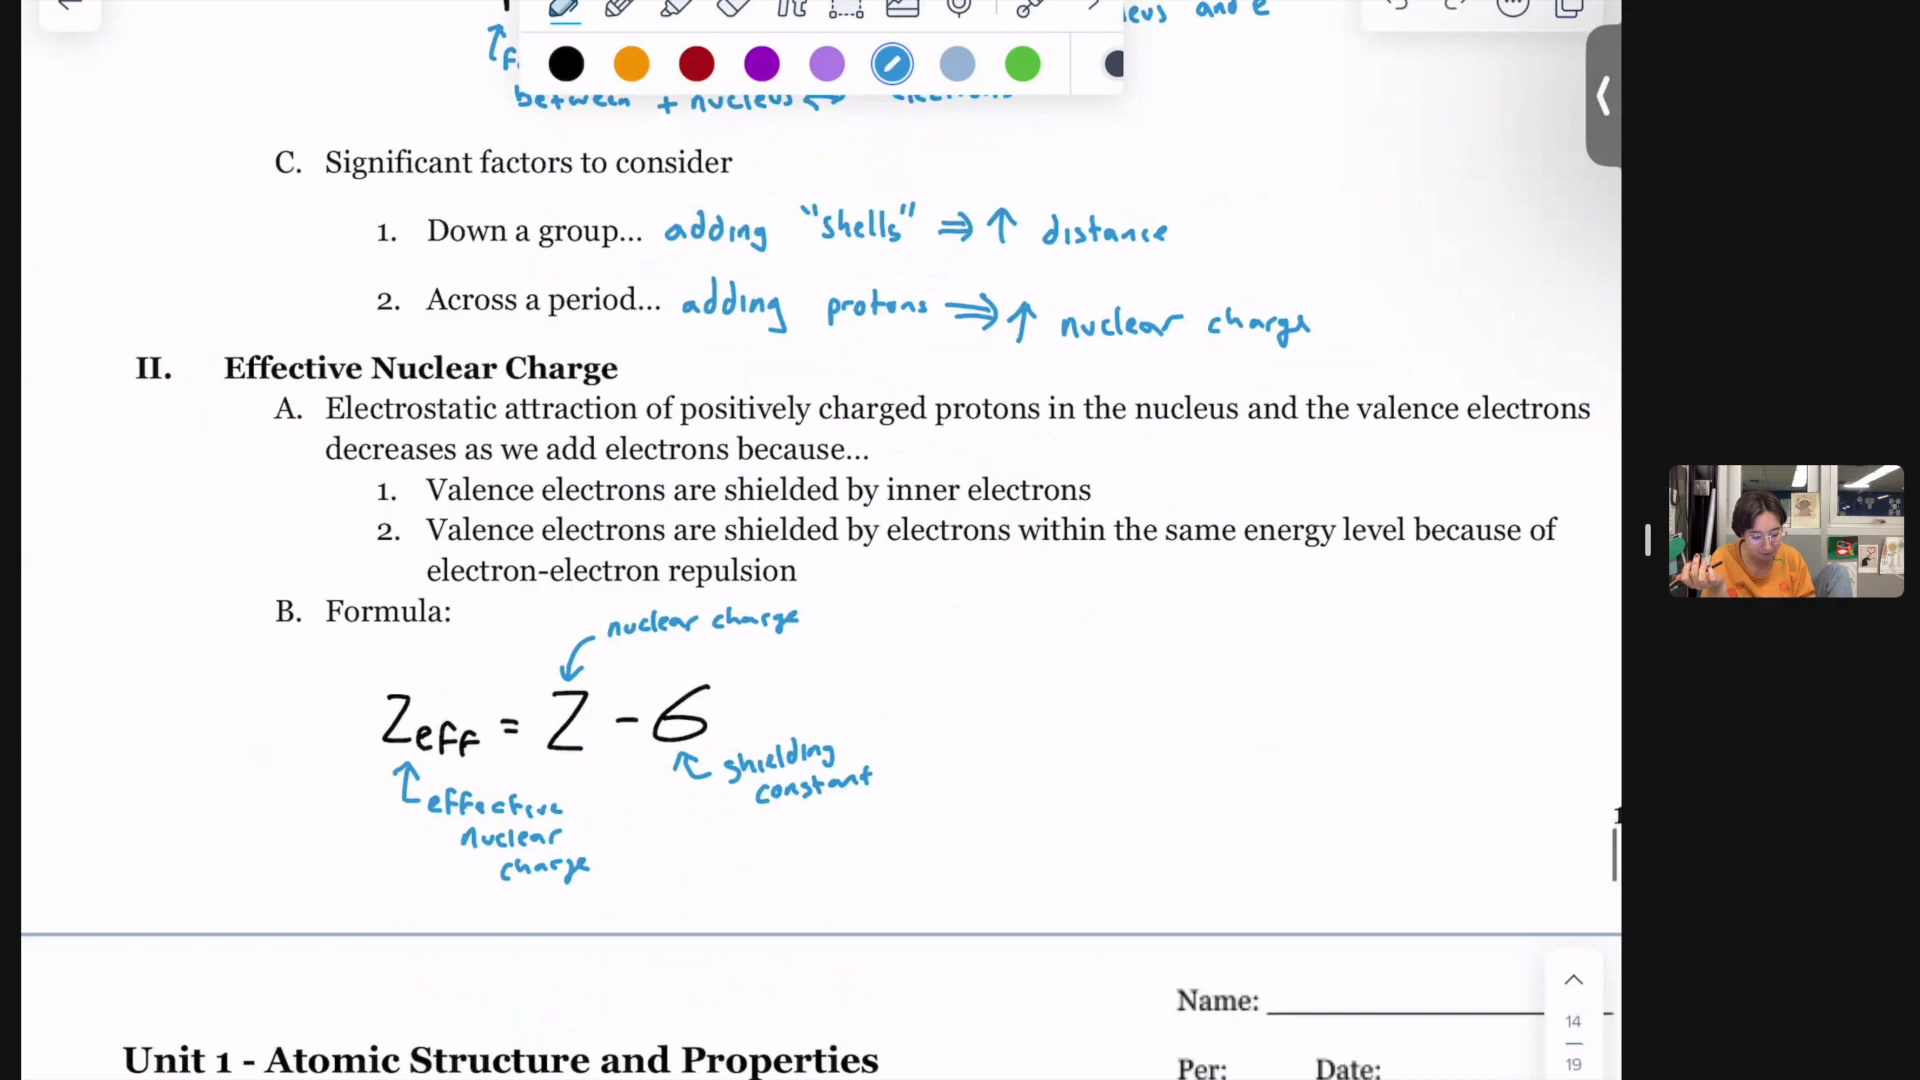 and e
between + nucleus ↔
C. Significant factors to consider
1. Down a group... adding "shells" ⇒ ↑ distance
2. Across a period... adding protons ⇒ ↑ nuclear charge
II. Effective Nuclear Charge
A. Electrostatic attraction of positively charged protons in the nucleus and the valence electrons
decreases as we add electrons because...
1. Valence electrons are shielded by inner electrons
2. Valence electrons are shielded by electrons within the same energy level because of
electron-electron repulsion
B. Formula:
nuclear charge
Zeff = Z - 6
shielding
constant
effective
nuclear
charge
Name:
14
19
Unit 1 - Atomic Structure and Properties
Per: Date: